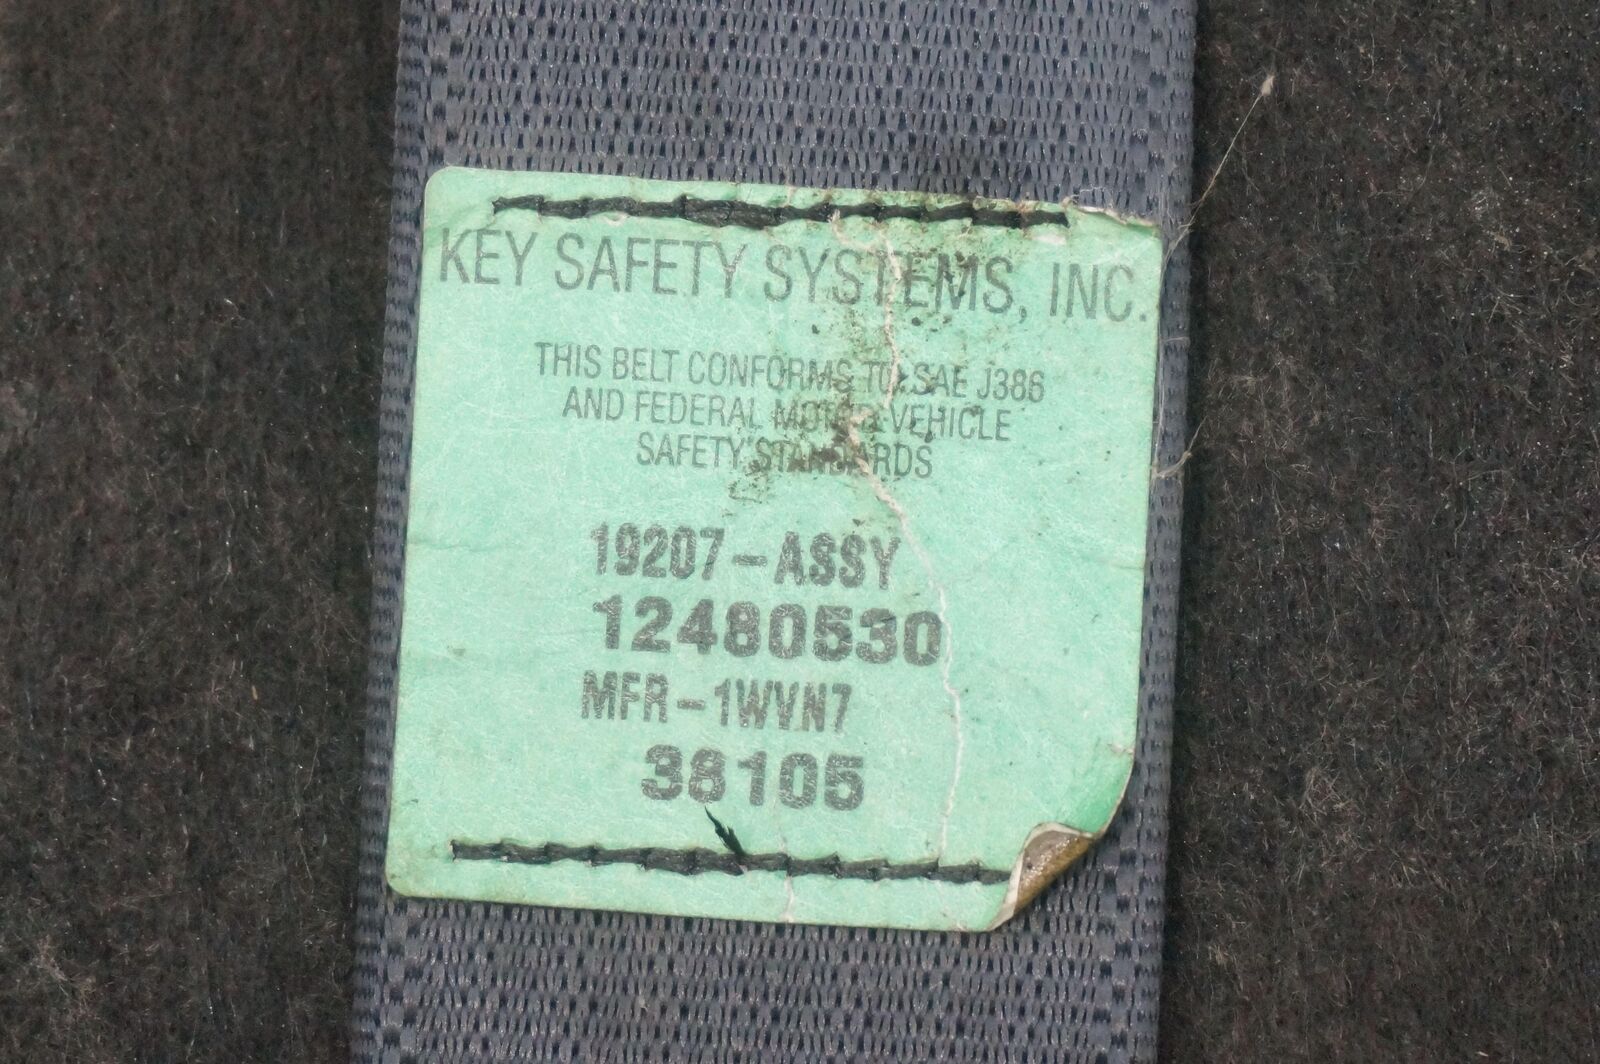 KEY SAFETY SYSTEMS, INC.
THIS BELT CONFORMS TO SAE J386
AND FEDERAL MOTOR VEHICLE
SAFETY STANDARDS
19207-ASSY
12480530
MFR-1WVN7
38105